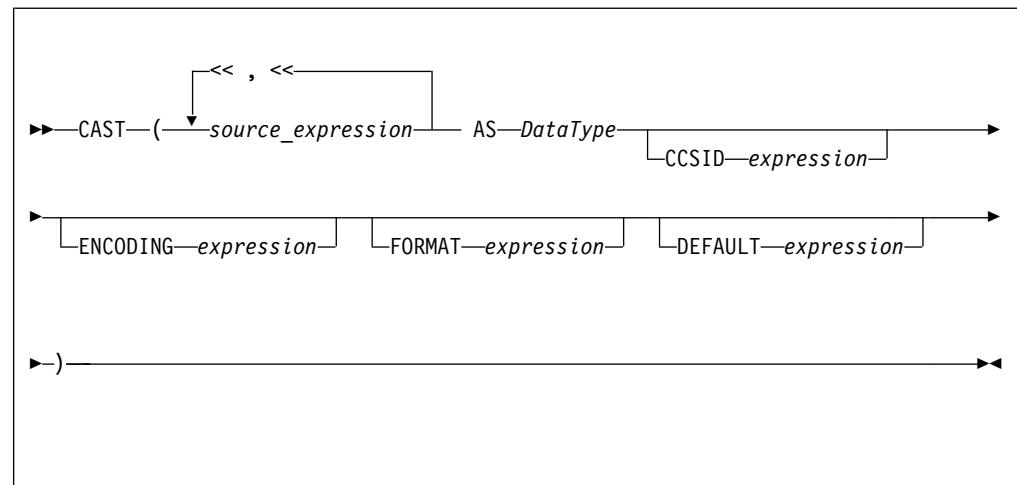 << , <<
CAST ( source_expression AS DataType
CCSID expression
ENCODING expression FORMAT expression DEFAULT expression
)